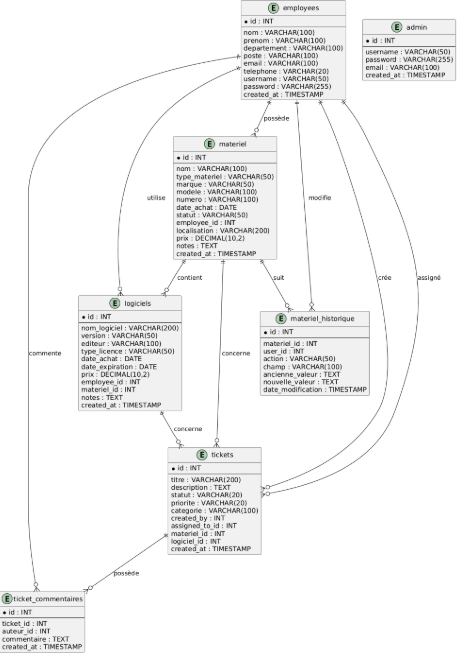 E employees
id : INT
nom : VARCHAR(100)
prenom : VARCHAR(100)
departement : VARCHAR(100)
poste : VARCHAR(100)
email : VARCHAR(100)
telephone : VARCHAR(20)
username : VARCHAR(50)
password : VARCHAR(255)
created_at : TIMESTAMP
E admin
id : INT
username : VARCHAR(50)
password : VARCHAR(255)
email : VARCHAR(100)
created_at : TIMESTAMP
possède
E materiel
id : INT
nom : VARCHAR(100)
type_materiel : VARCHAR(50)
marque : VARCHAR(50)
modele : VARCHAR(100)
numero : VARCHAR(100)
date_achat : DATE
statut : VARCHAR(50)
employee_id : INT
localisation : VARCHAR(200)
prix : DECIMAL(10,2)
notes : TEXT
created_at : TIMESTAMP
utilise
modifie
contient
suit
crée
assigné
E logiciels
id : INT
nom_logiciel : VARCHAR(200)
version : VARCHAR(50)
editeur : VARCHAR(100)
type_licence : VARCHAR(50)
date_achat : DATE
date_expiration : DATE
prix : DECIMAL(10,2)
employee_id : INT
materiel_id : INT
notes : TEXT
created_at : TIMESTAMP
E materiel_historique
id : INT
materiel_id : INT
user_id : INT
action : VARCHAR(50)
champ : VARCHAR(100)
ancienne_valeur : TEXT
nouvelle_valeur : TEXT
date_modification : TIMESTAMP
commente
concerne
concerne
E tickets
id : INT
titre : VARCHAR(200)
description : TEXT
statut : VARCHAR(20)
priorite : VARCHAR(20)
categorie : VARCHAR(100)
created_by : INT
assigned_to_id : INT
materiel_id : INT
logiciel_id : INT
created_at : TIMESTAMP
possède
E ticket_commentaires
id : INT
ticket_id : INT
auteur_id : INT
commentaire : TEXT
created_at : TIMESTAMP